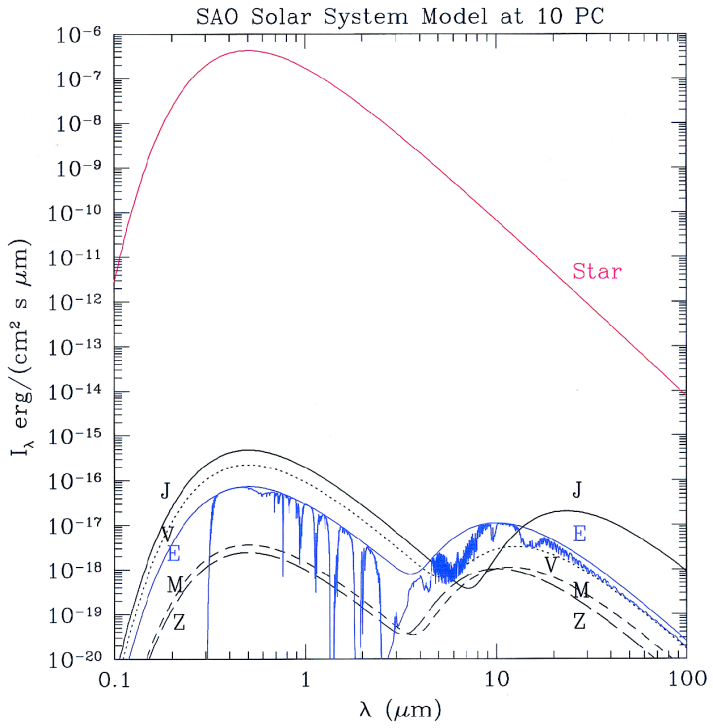 SAO Solar System Model at 10 PC
10⁻⁶
10⁻⁷
10⁻⁸
10⁻⁹
10⁻¹⁰
10⁻¹¹
10⁻¹²
10⁻¹³
10⁻¹⁴
10⁻¹⁵
10⁻¹⁶
10⁻¹⁷
10⁻¹⁸
10⁻¹⁹
10⁻²⁰
I_λ erg/(cm² s μm)
Star
J
V
E
M
Z
J
E
V
M
Z
0.1
1
10
100
λ (μm)